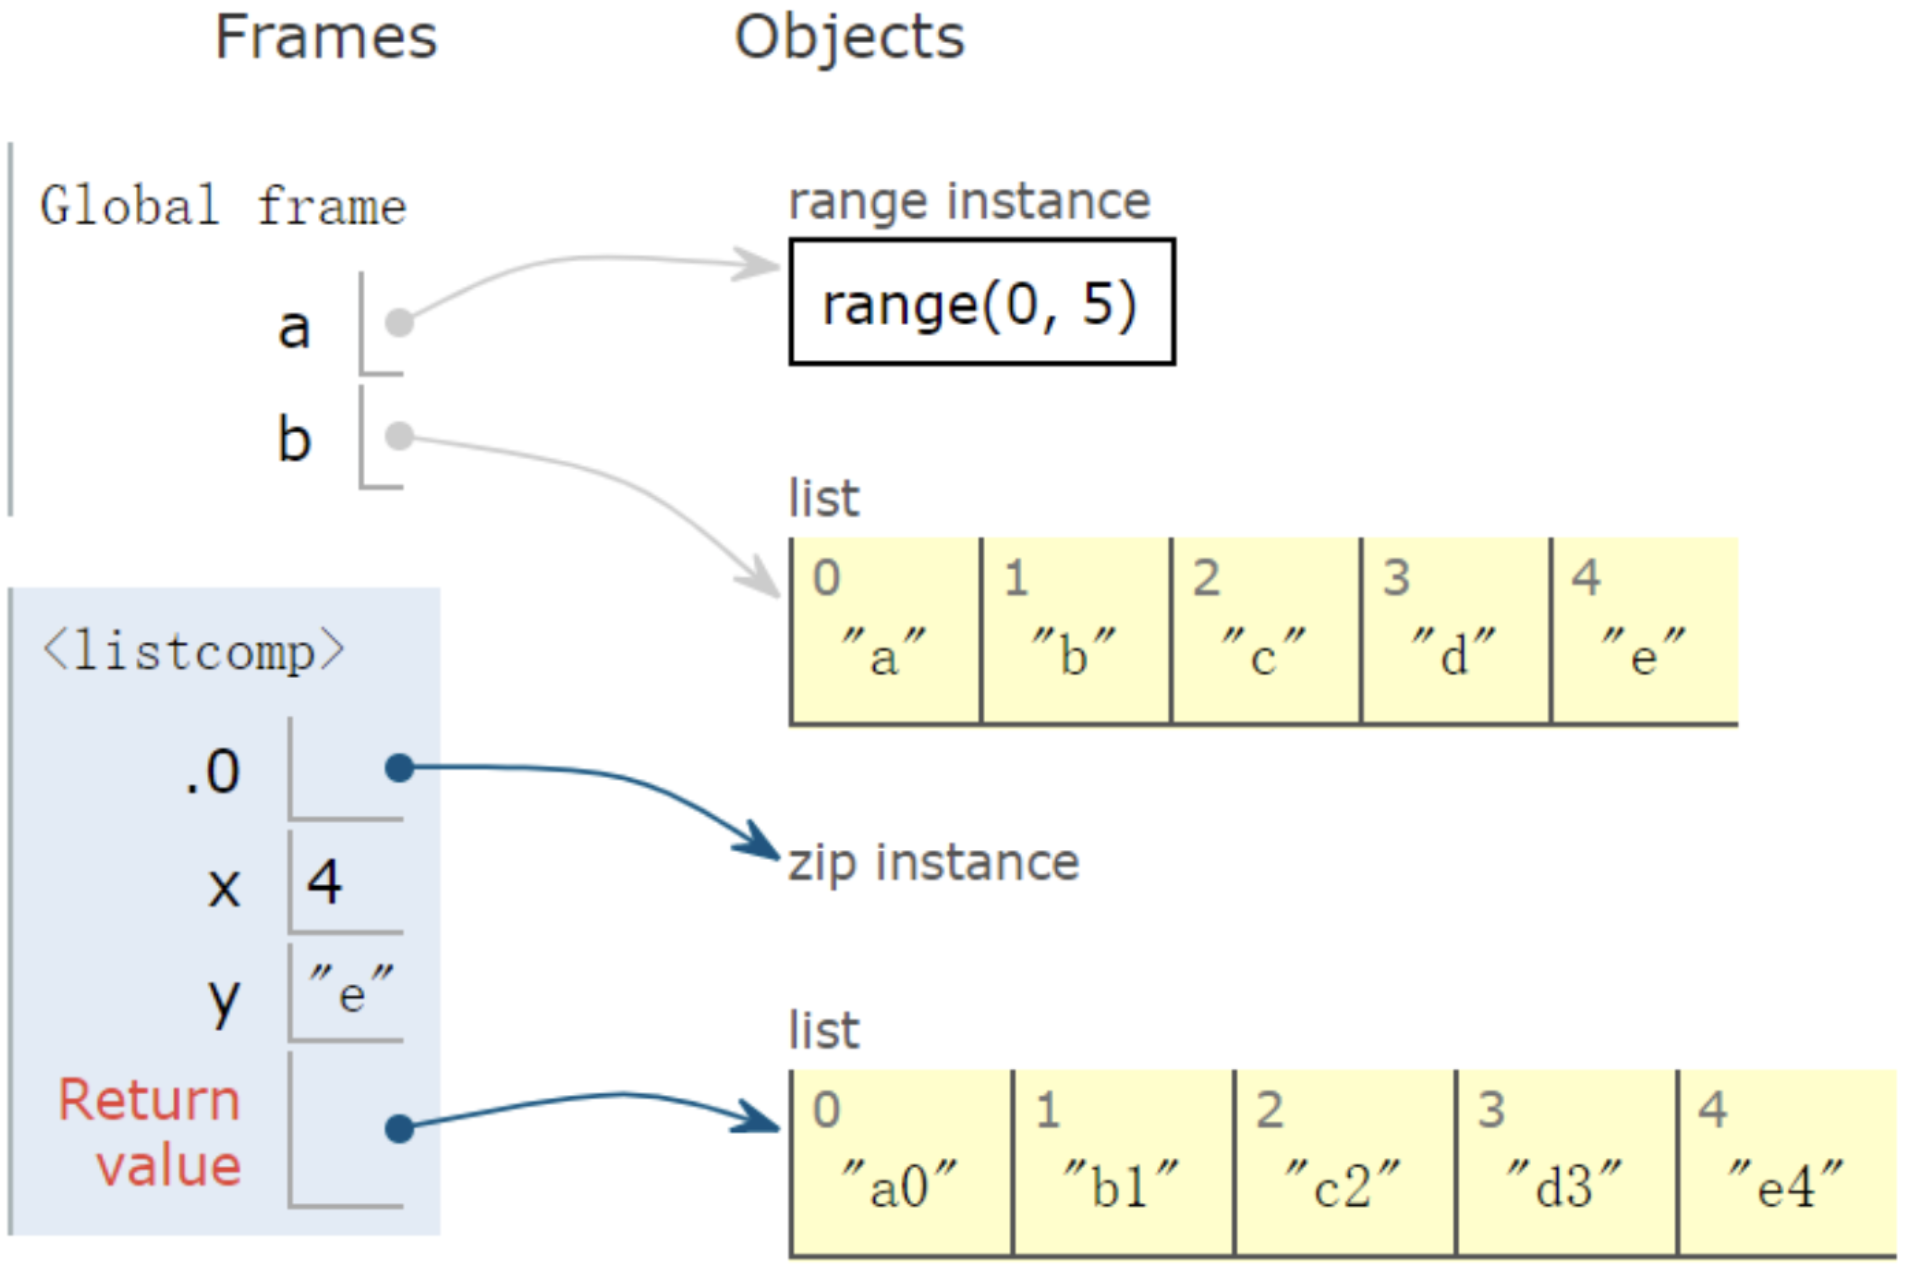 Frames Objects
Global frame
range instance
range(0, 5)
a
b
list
0 1 2 3 4
"a" "b" "c" "d" "e"
<listcomp>
.0
zip instance
x 4
y "e"
Return
value
list
0 1 2 3 4
"a0" "b1" "c2" "d3" "e4"